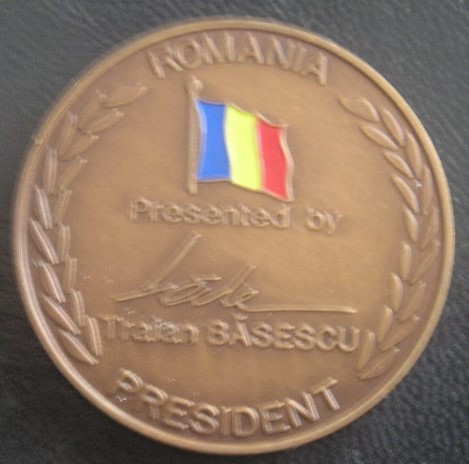 ROMANIA
Presented by
Traian BĂSESCU
PRESIDENT